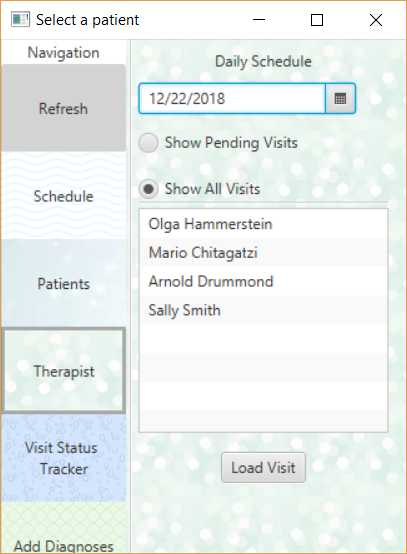 Select a patient
Navigation
Refresh
Schedule
Patients
Therapist
Visit Status
Tracker
Add Diagnoses
Daily Schedule
12/22/2018
Show Pending Visits
Show All Visits
Olga Hammerstein
Mario Chitagatzi
Arnold Drummond
Sally Smith
Load Visit